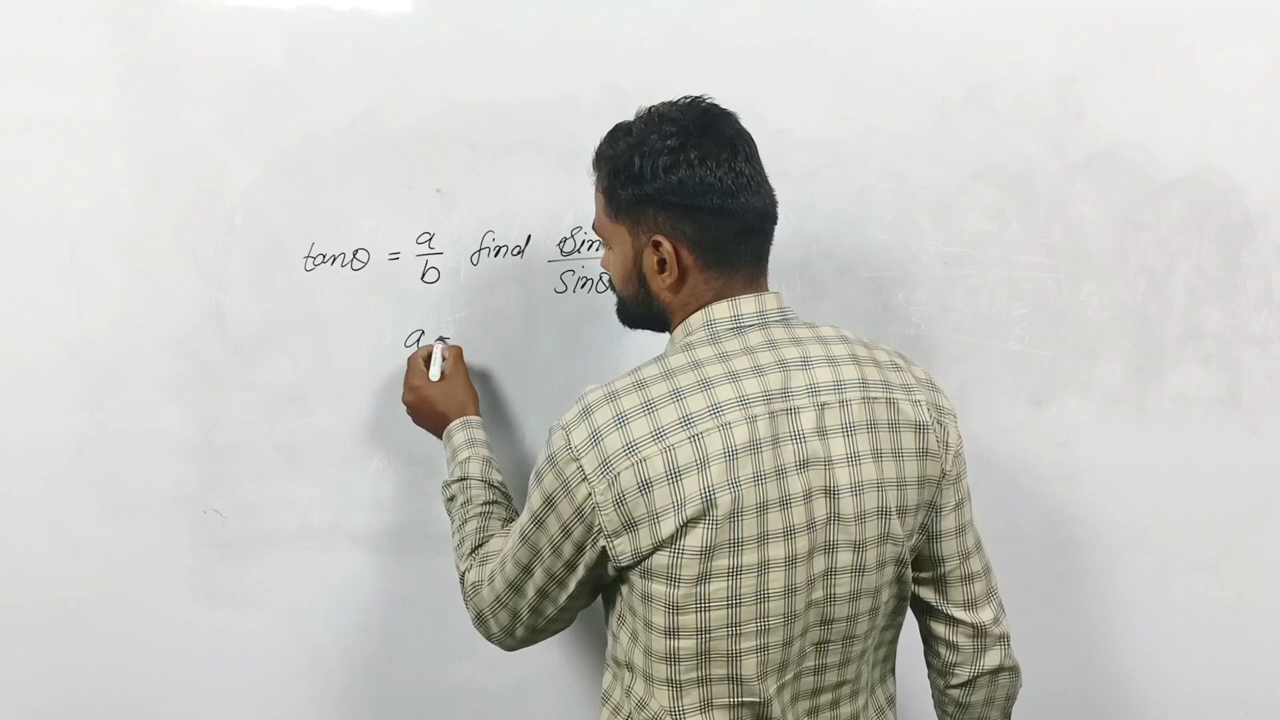 tanθ = a/b find Sin/Sinθ
a -